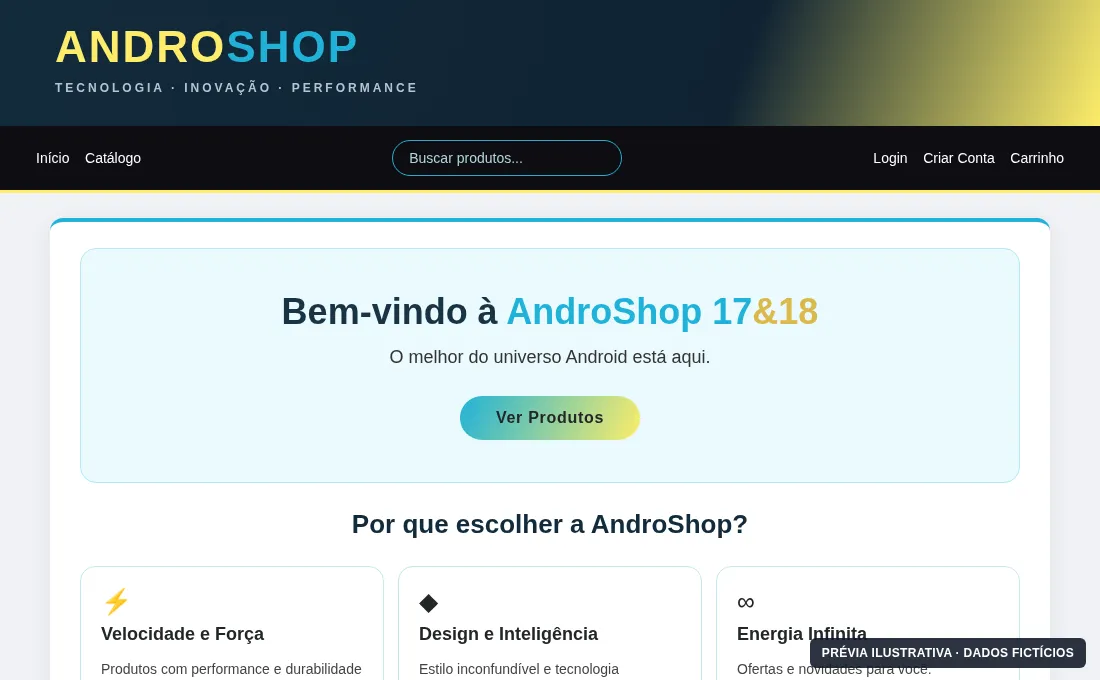 ANDROSHOP
TECNOLOGIA · INOVAÇÃO · PERFORMANCE
Início Catálogo Buscar produtos... Login Criar Conta Carrinho
Bem-vindo à AndroShop 17&18
O melhor do universo Android está aqui.
Ver Produtos
Por que escolher a AndroShop?
Velocidade e Força
Produtos com performance e durabilidade
Design e Inteligência
Estilo inconfundível e tecnologia
Energia Infinita
Ofertas e novidades para você.
PRÉVIA ILUSTRATIVA · DADOS FICTÍCIOS